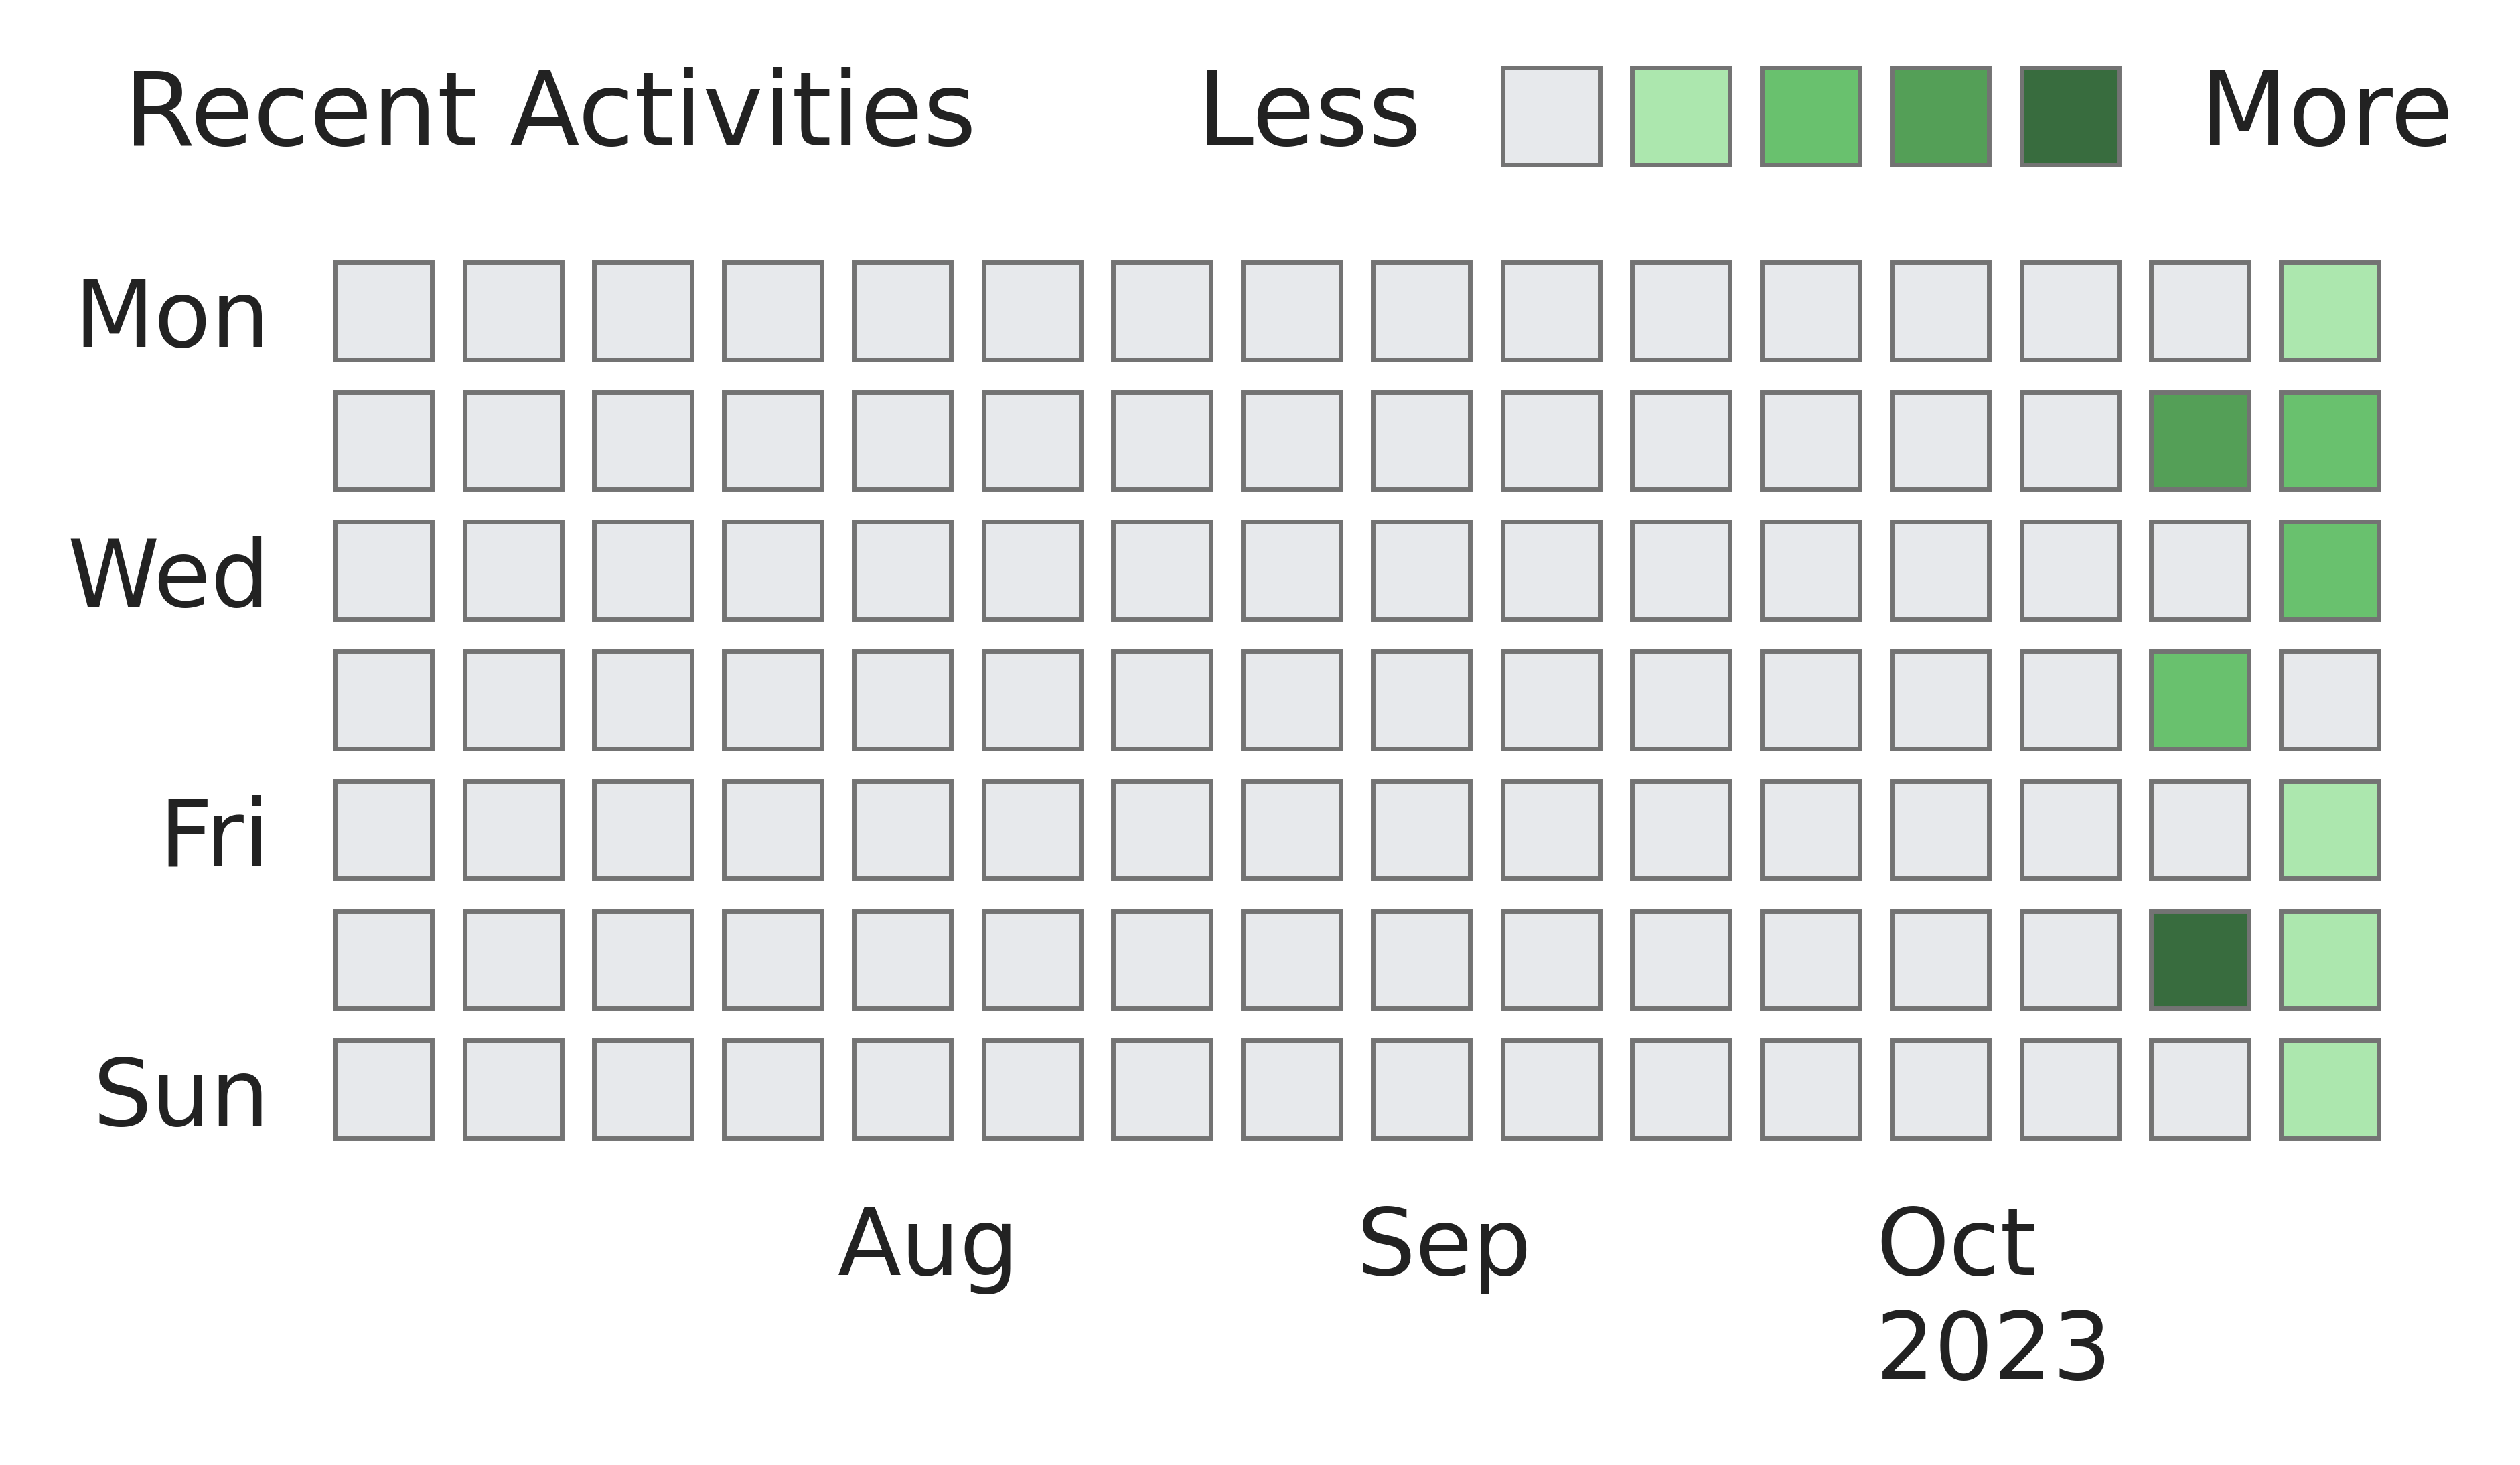 Recent Activities
Less
More
Mon
Wed
Fri
Sun
Aug
Sep
Oct
2023